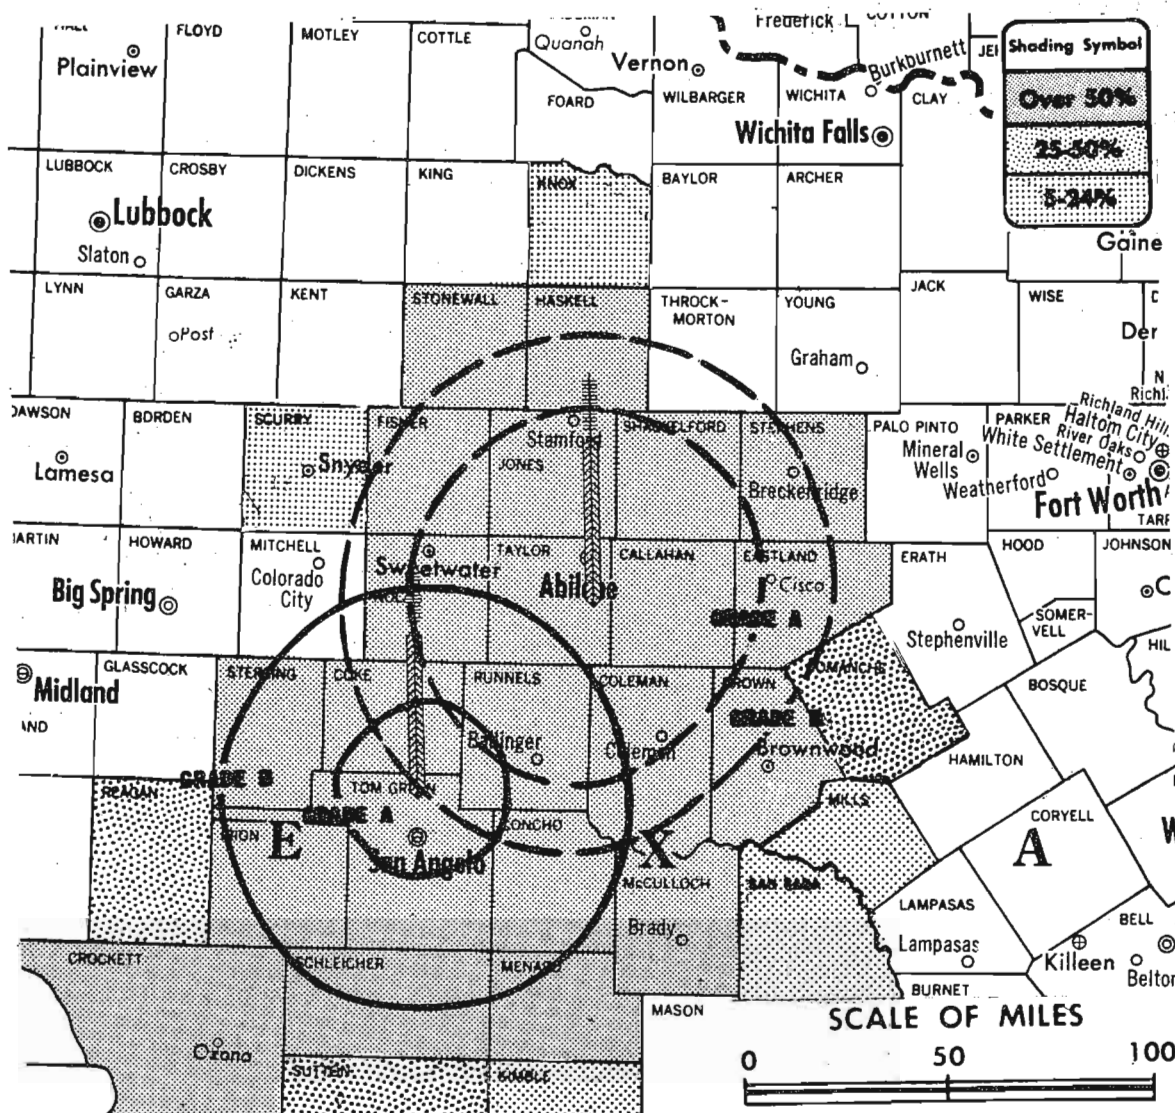 FLOYD
MOTLEY
COTTLE
Quanah
Frederick
COTTON
Plainview
Vernon
Burkburnett
Shading Symbol
FOARD
WILBARGER
WICHITA
CLAY
Over 50%
Wichita Falls
25-50%
LUBBOCK
CROSBY
DICKENS
KING
KNOX
BAYLOR
ARCHER
5-24%
Lubbock
Slaton
Gaine
LYNN
GARZA
KENT
STONEWALL
HASKELL
THROCK-
MORTON
YOUNG
JACK
WISE
Post
Graham
Der
DAWSON
BORDEN
SCURRY
FISHER
Stamford
SHACKELFORD
STEPHENS
PALO PINTO
PARKER
Richland Hill
Haltom City
River Oaks
White Settlement
Mineral
Wells
Weatherford
Lamesa
Snyder
JONES
Breckenridge
Fort Worth
TARR
MARTIN
HOWARD
MITCHELL
TAYLOR
CALLAHAN
EASTLAND
ERATH
HOOD
JOHNSON
Colorado
City
Sweetwater
Abilene
Cisco
Big Spring
GRADE A
Stephenville
SOMER-
VELL
HIL
GLASSCOCK
STERLING
COKE
RUNNELS
COLEMAN
BROWN
COMANCHE
BOSQUE
Midland
GRADE B
Ballinger
Coleman
Brownwood
HAMILTON
GRADE B
REAGAN
TOM GREEN
MILLS
GRADE A
IRION
CONCHO
CORYELL
E
X
A
San Angelo
McCULLOCH
SAN SABA
LAMPASAS
BELL
Brady
Lampasas
Killeen
Belton
CROCKETT
SCHLEICHER
MENARD
BURNET
MASON
SCALE OF MILES
Ozona
0 50 100
SUTTON
KIMBLE